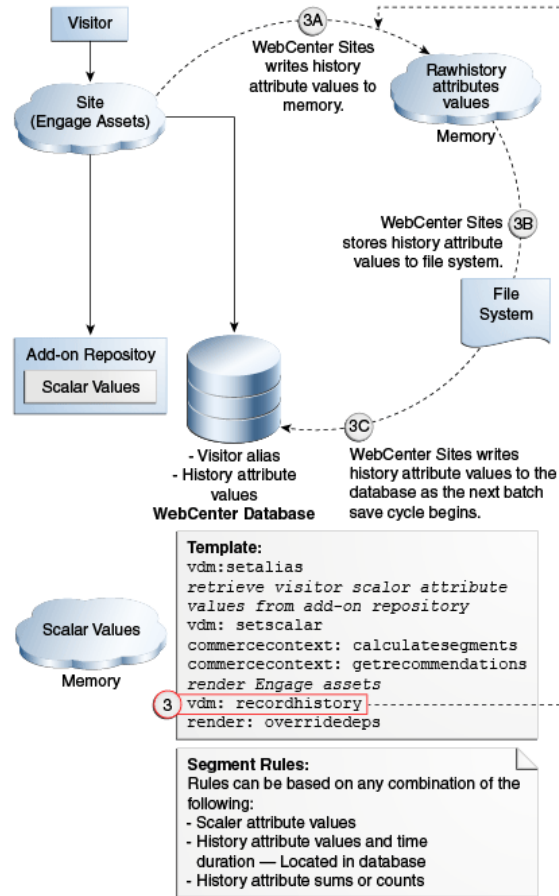 Visitor
3A
WebCenter Sites
writes history
attribute values to
memory.
Rawhistory
attributes
values
Memory
Site
(Engage Assets)
3B
WebCenter Sites
stores history attribute
values to file system.
File
System
Add-on Repositoy
Scalar Values
3C
- Visitor alias
- History attribute
values
WebCenter Database
WebCenter Sites writes
history attribute values to the
database as the next batch
save cycle begins.
Scalar Values
Memory
Template:
vdm:setalias
retrieve visitor scalor attribute
values from add-on repository
vdm: setscalar
commercecontext: calculatesegments
commercecontext: getrecommendations
render Engage assets
3
vdm: recordhistory
render: overridedeps
Segment Rules:
Rules can be based on any combination of the
following:
- Scaler attribute values
- History attribute values and time
duration — Located in database
- History attribute sums or counts